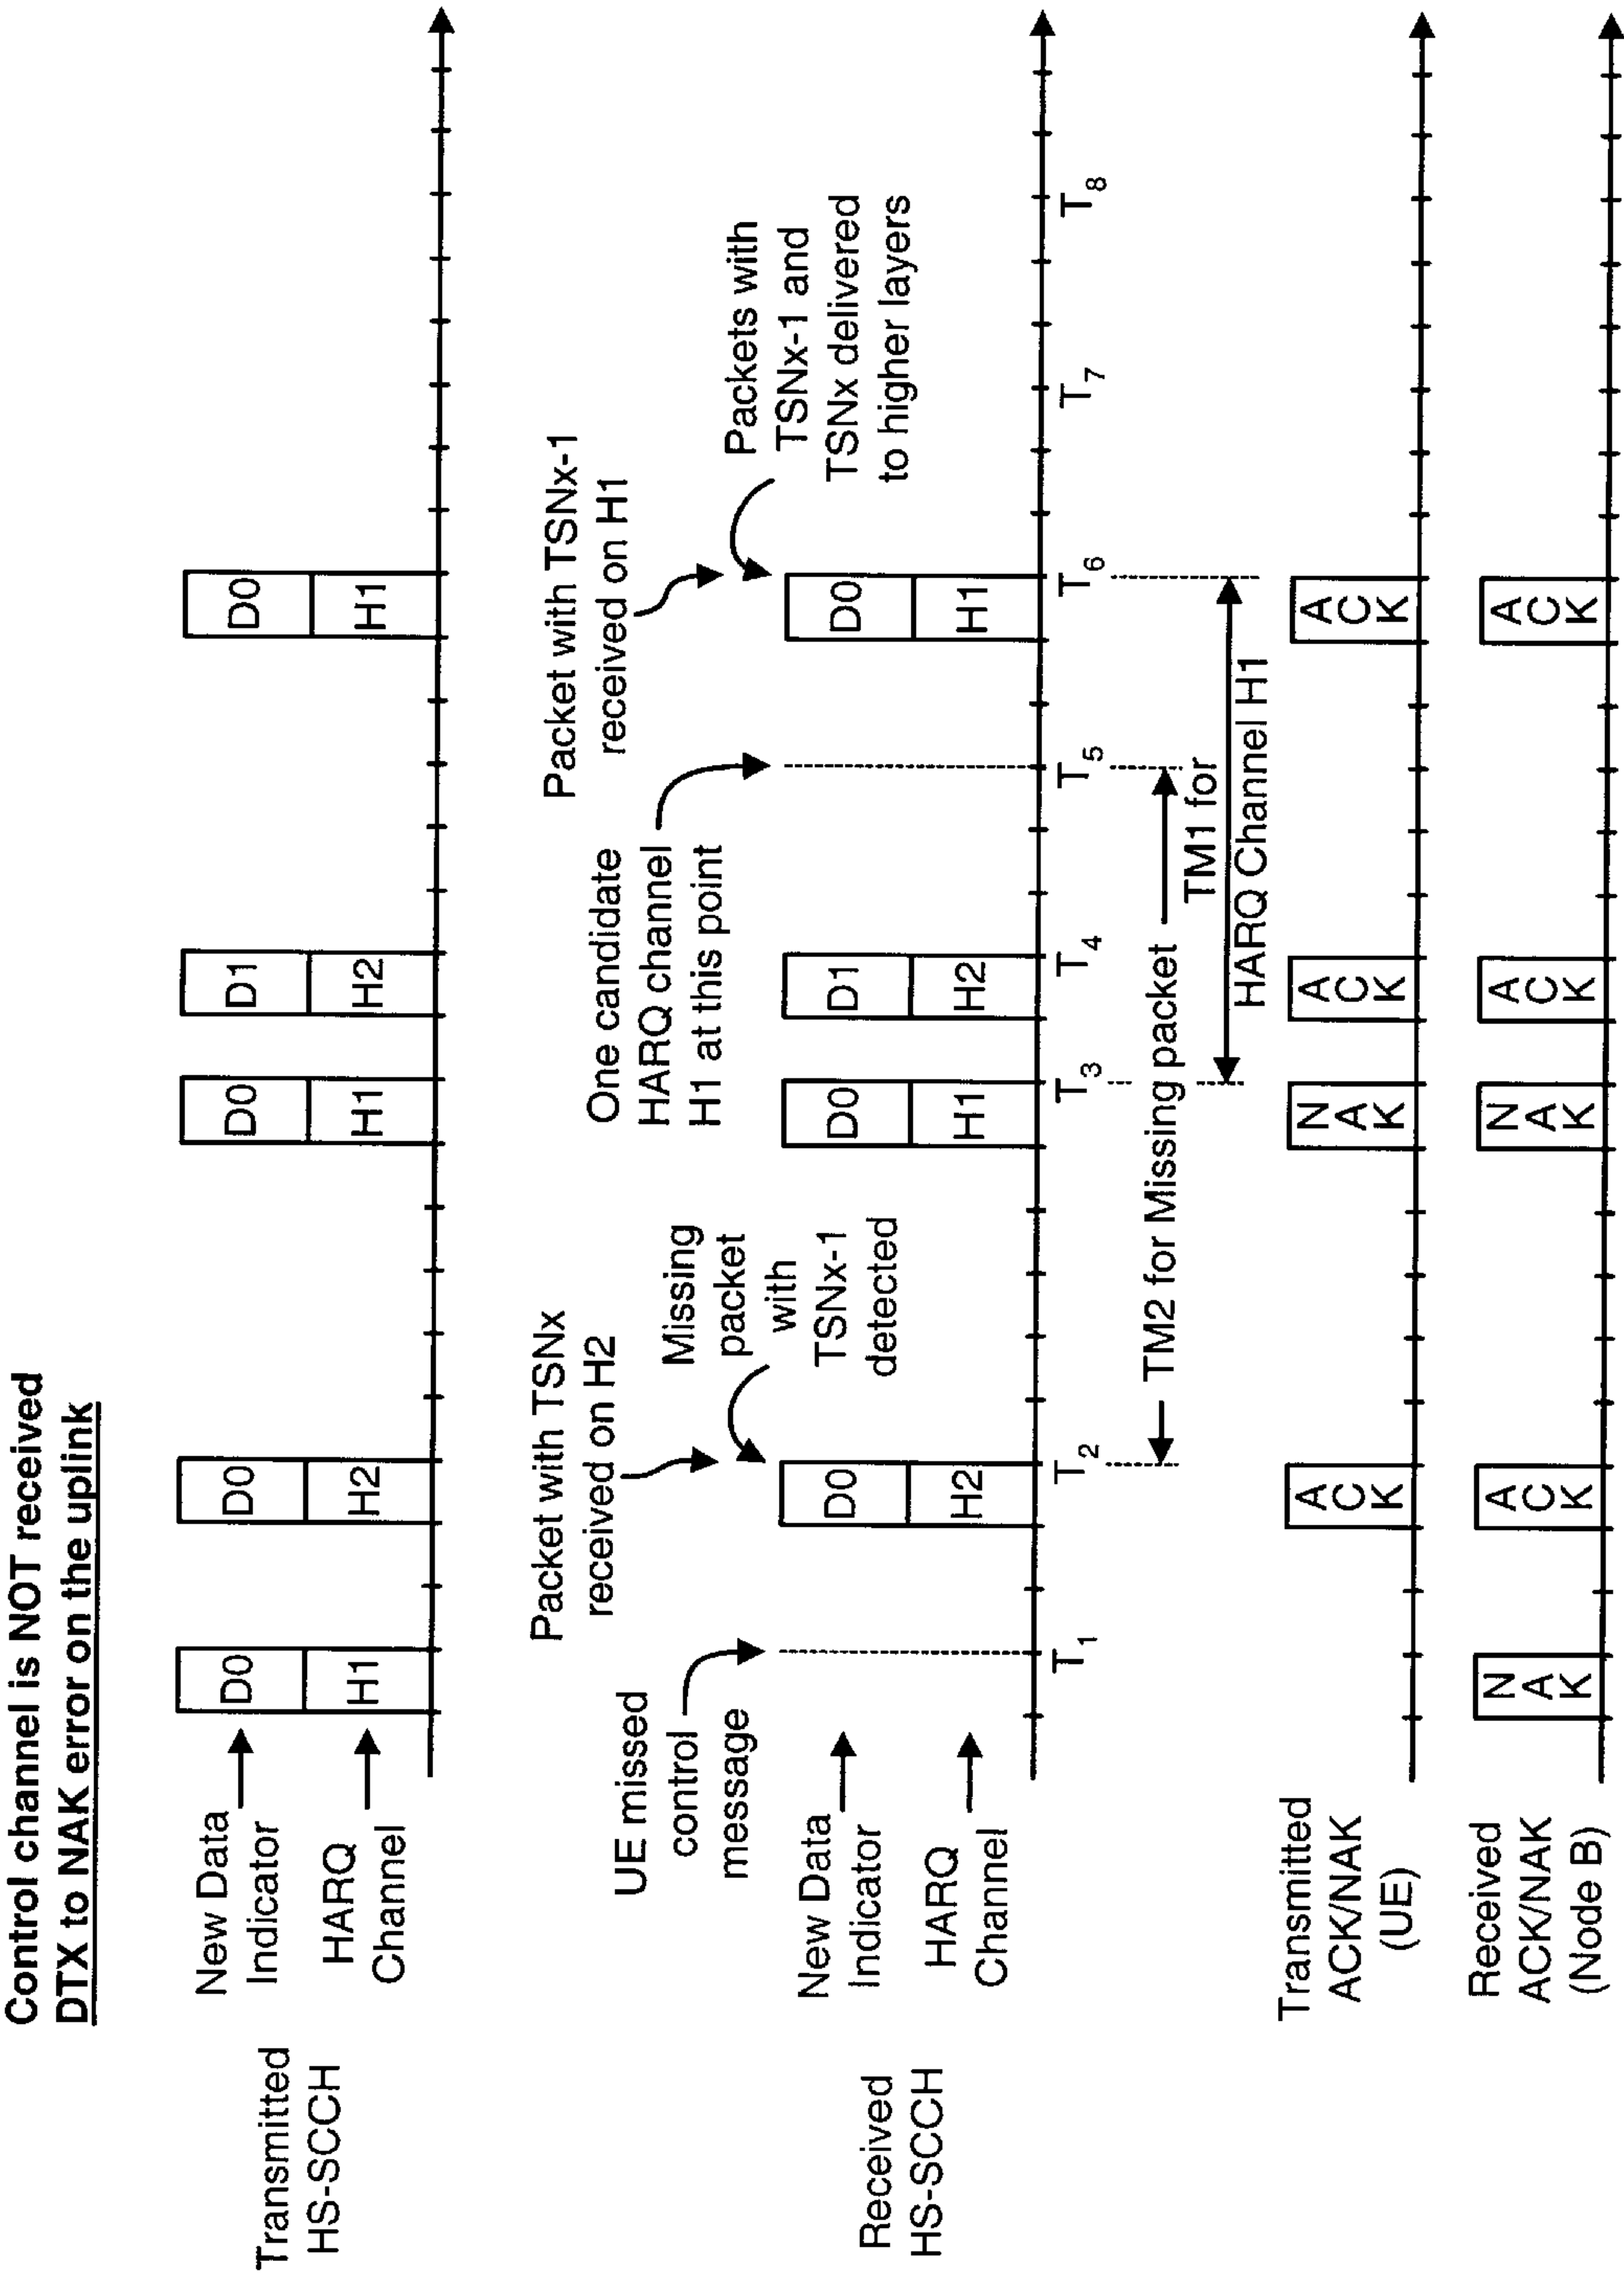 Control channel is NOT received
DTX to NAK error on the uplink
Transmitted
HS-SCCH
New Data
Indicator
HARQ
Channel
D0
H1
D0
H2
D0
H1
D1
H2
D0
H1
UE missed
control
message
Packet with TSNx
received on H2
Missing
packet
with
TSNx-1
detected
One candidate
HARQ channel
H1 at this point
Packet with TSNx-1
received on H1
Packets with
TSNx-1 and
TSNx delivered
to higher layers
Received
HS-SCCH
New Data
Indicator
HARQ
Channel
D0
H2
D0
H1
D1
H2
D0
H1
T1
T2
T3
T4
T5
T6
T7
T8
TM2 for Missing packet
TM1 for
HARQ Channel H1
Transmitted
ACK/NAK
(UE)
ACK
NAK
ACK
ACK
Received
ACK/NAK
(Node B)
NAK
ACK
NAK
ACK
ACK